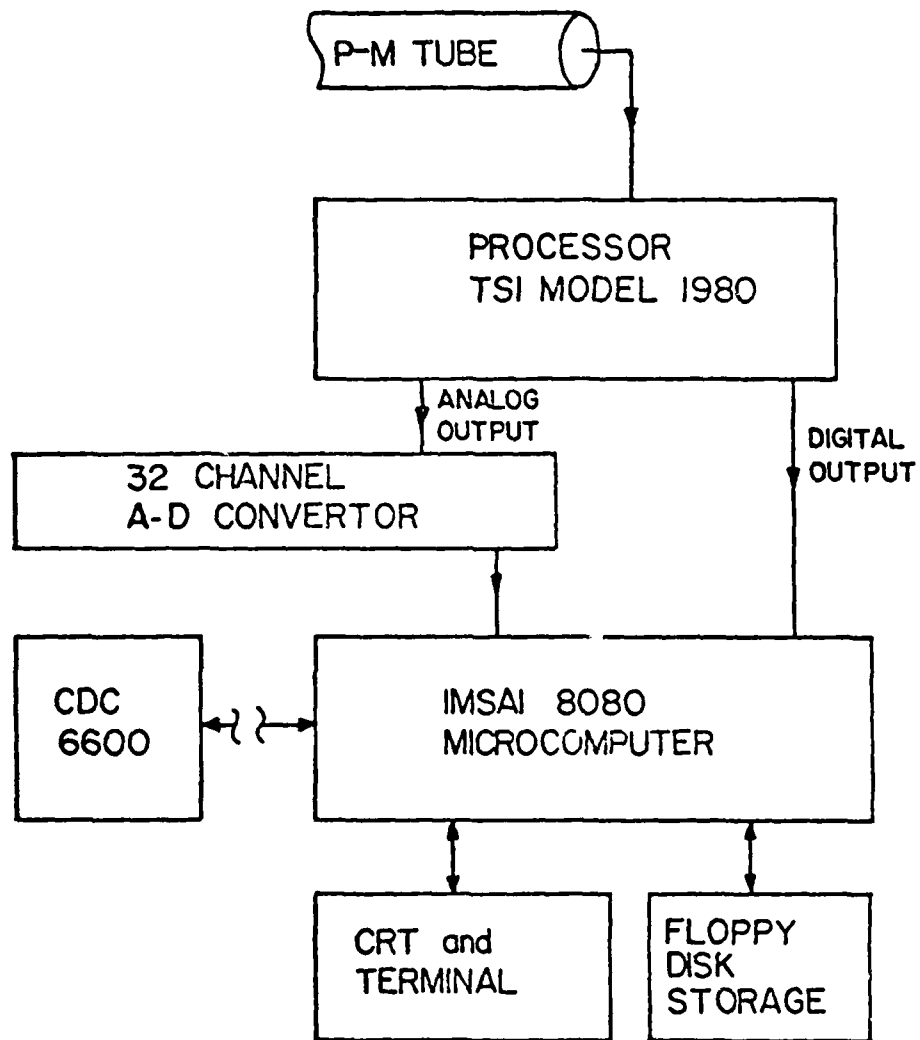 P-M TUBE
PROCESSOR
TSI MODEL 1980
ANALOG
OUTPUT
DIGITAL
OUTPUT
32 CHANNEL
A-D CONVERTOR
CDC
6600
IMSAI 8080
MICROCOMPUTER
CRT and
TERMINAL
FLOPPY
DISK
STORAGE